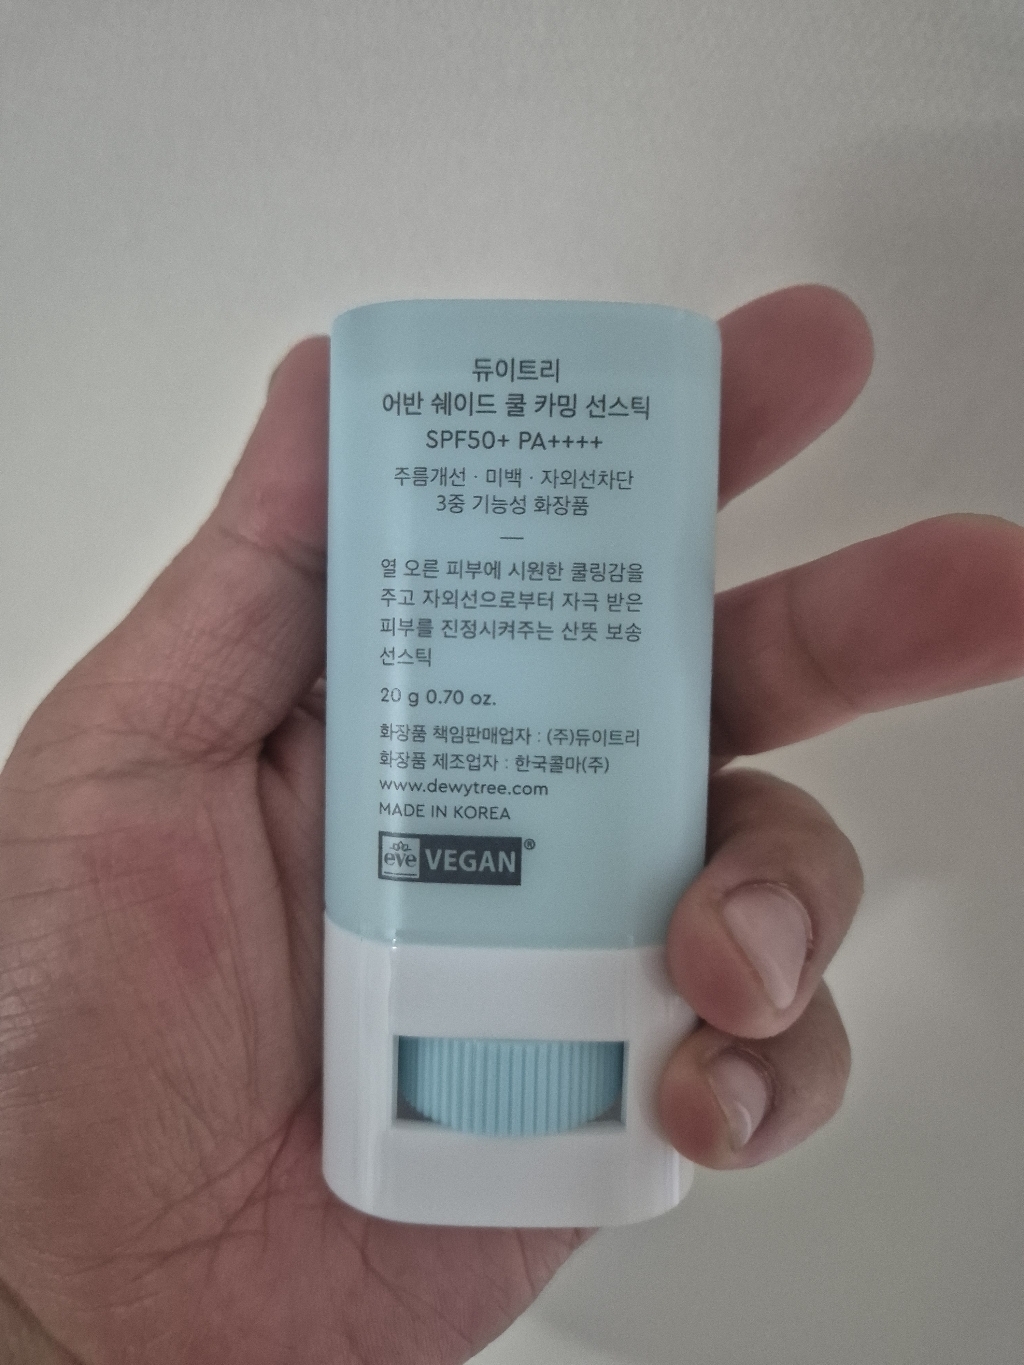 듀이트리
어반 쉐이드 쿨 카밍 선스틱
SPF50+ PA++++
주름개선 · 미백 · 자외선차단
3중 기능성 화장품
—
열 오른 피부에 시원한 쿨링감을
주고 자외선으로부터 자극 받은
피부를 진정시켜주는 산뜻 보송
선스틱
20 g 0.70 oz.
화장품 책임판매업자 : (주)듀이트리
화장품 제조업자 : 한국콜마(주)
www.dewytree.com
MADE IN KOREA
eve VEGAN®